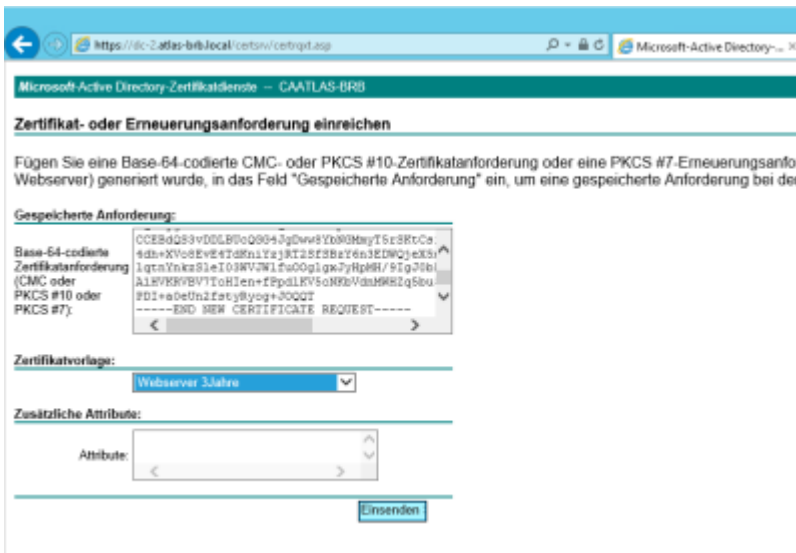 https://dc-2.atlas-brb.local/certsrv/certrqxt.asp
Microsoft-Active Directory-...
Microsoft-Active Directory-Zertifikatdienste -- CAATLAS-BRB
Zertifikat- oder Erneuerungsanforderung einreichen
Fügen Sie eine Base-64-codierte CMC- oder PKCS #10-Zertifikatanforderung oder eine PKCS #7-Erneuerungsanfo
Webserver) generiert wurde, in das Feld "Gespeicherte Anforderung" ein, um eine gespeicherte Anforderung bei der
Gespeicherte Anforderung:
Base-64-codierte
Zertifikatanforderung
(CMC oder
PKCS #10 oder
PKCS #7):
-----END NEW CERTIFICATE REQUEST-----
Zertifikatvorlage:
Webserver 3Jahre
Zusätzliche Attribute:
Attribute:
Einsenden